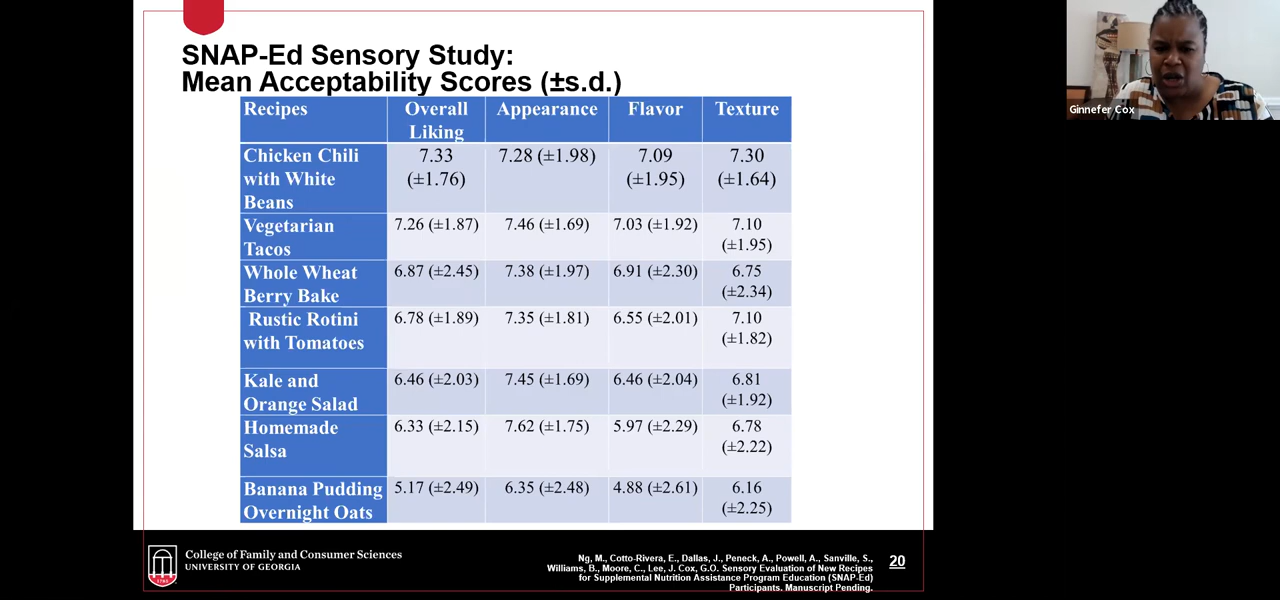 SNAP-Ed Sensory Study:
Mean Acceptability Scores (±s.d.)
Recipes Overall Liking Appearance Flavor Texture
Chicken Chili with White Beans 7.33 (±1.76) 7.28 (±1.98) 7.09 (±1.95) 7.30 (±1.64)
Vegetarian Tacos 7.26 (±1.87) 7.46 (±1.69) 7.03 (±1.92) 7.10 (±1.95)
Whole Wheat Berry Bake 6.87 (±2.45) 7.38 (±1.97) 6.91 (±2.30) 6.75 (±2.34)
Rustic Rotini with Tomatoes 6.78 (±1.89) 7.35 (±1.81) 6.55 (±2.01) 7.10 (±1.82)
Kale and Orange Salad 6.46 (±2.03) 7.45 (±1.69) 6.46 (±2.04) 6.81 (±1.92)
Homemade Salsa 6.33 (±2.15) 7.62 (±1.75) 5.97 (±2.29) 6.78 (±2.22)
Banana Pudding Overnight Oats 5.17 (±2.49) 6.35 (±2.48) 4.88 (±2.61) 6.16 (±2.25)
1785
College of Family and Consumer Sciences
UNIVERSITY OF GEORGIA
Ng, M., Cotto-Rivera, E., Dallas, J., Peneck, A., Powell, A., Sanville, S.,
Williams, B., Moore, C., Lee, J. Cox, G.O. Sensory Evaluation of New Recipes
for Supplemental Nutrition Assistance Program Education (SNAP-Ed)
Participants. Manuscript Pending.
20
Ginnefer Cox